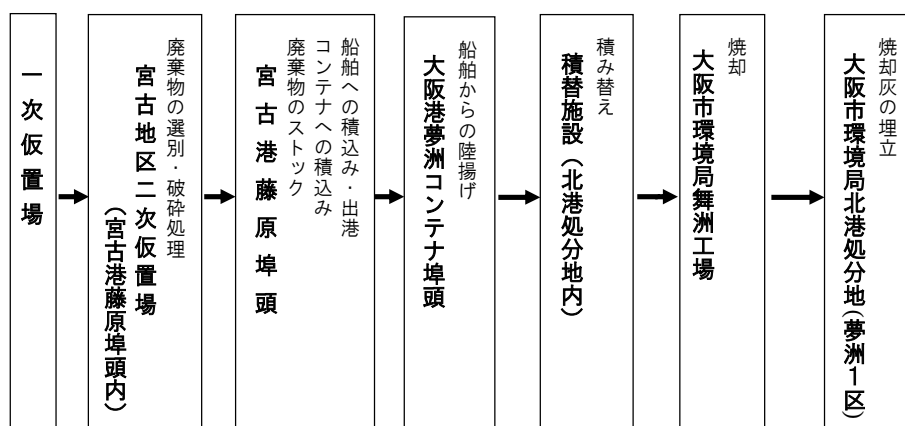 一次仮置場
廃棄物の選別・破砕処理
宮古地区二次仮置場
（宮古港藤原埠頭内）
船舶への積込み・出港
コンテナへの積込み
廃棄物のストック
宮古港藤原埠頭
船舶からの陸揚げ
大阪港夢洲コンテナ埠頭
積み替え
積替施設（北港処分地内）
焼却
大阪市環境局舞洲工場
焼却灰の埋立
大阪市環境局北港処分地（夢洲１区）